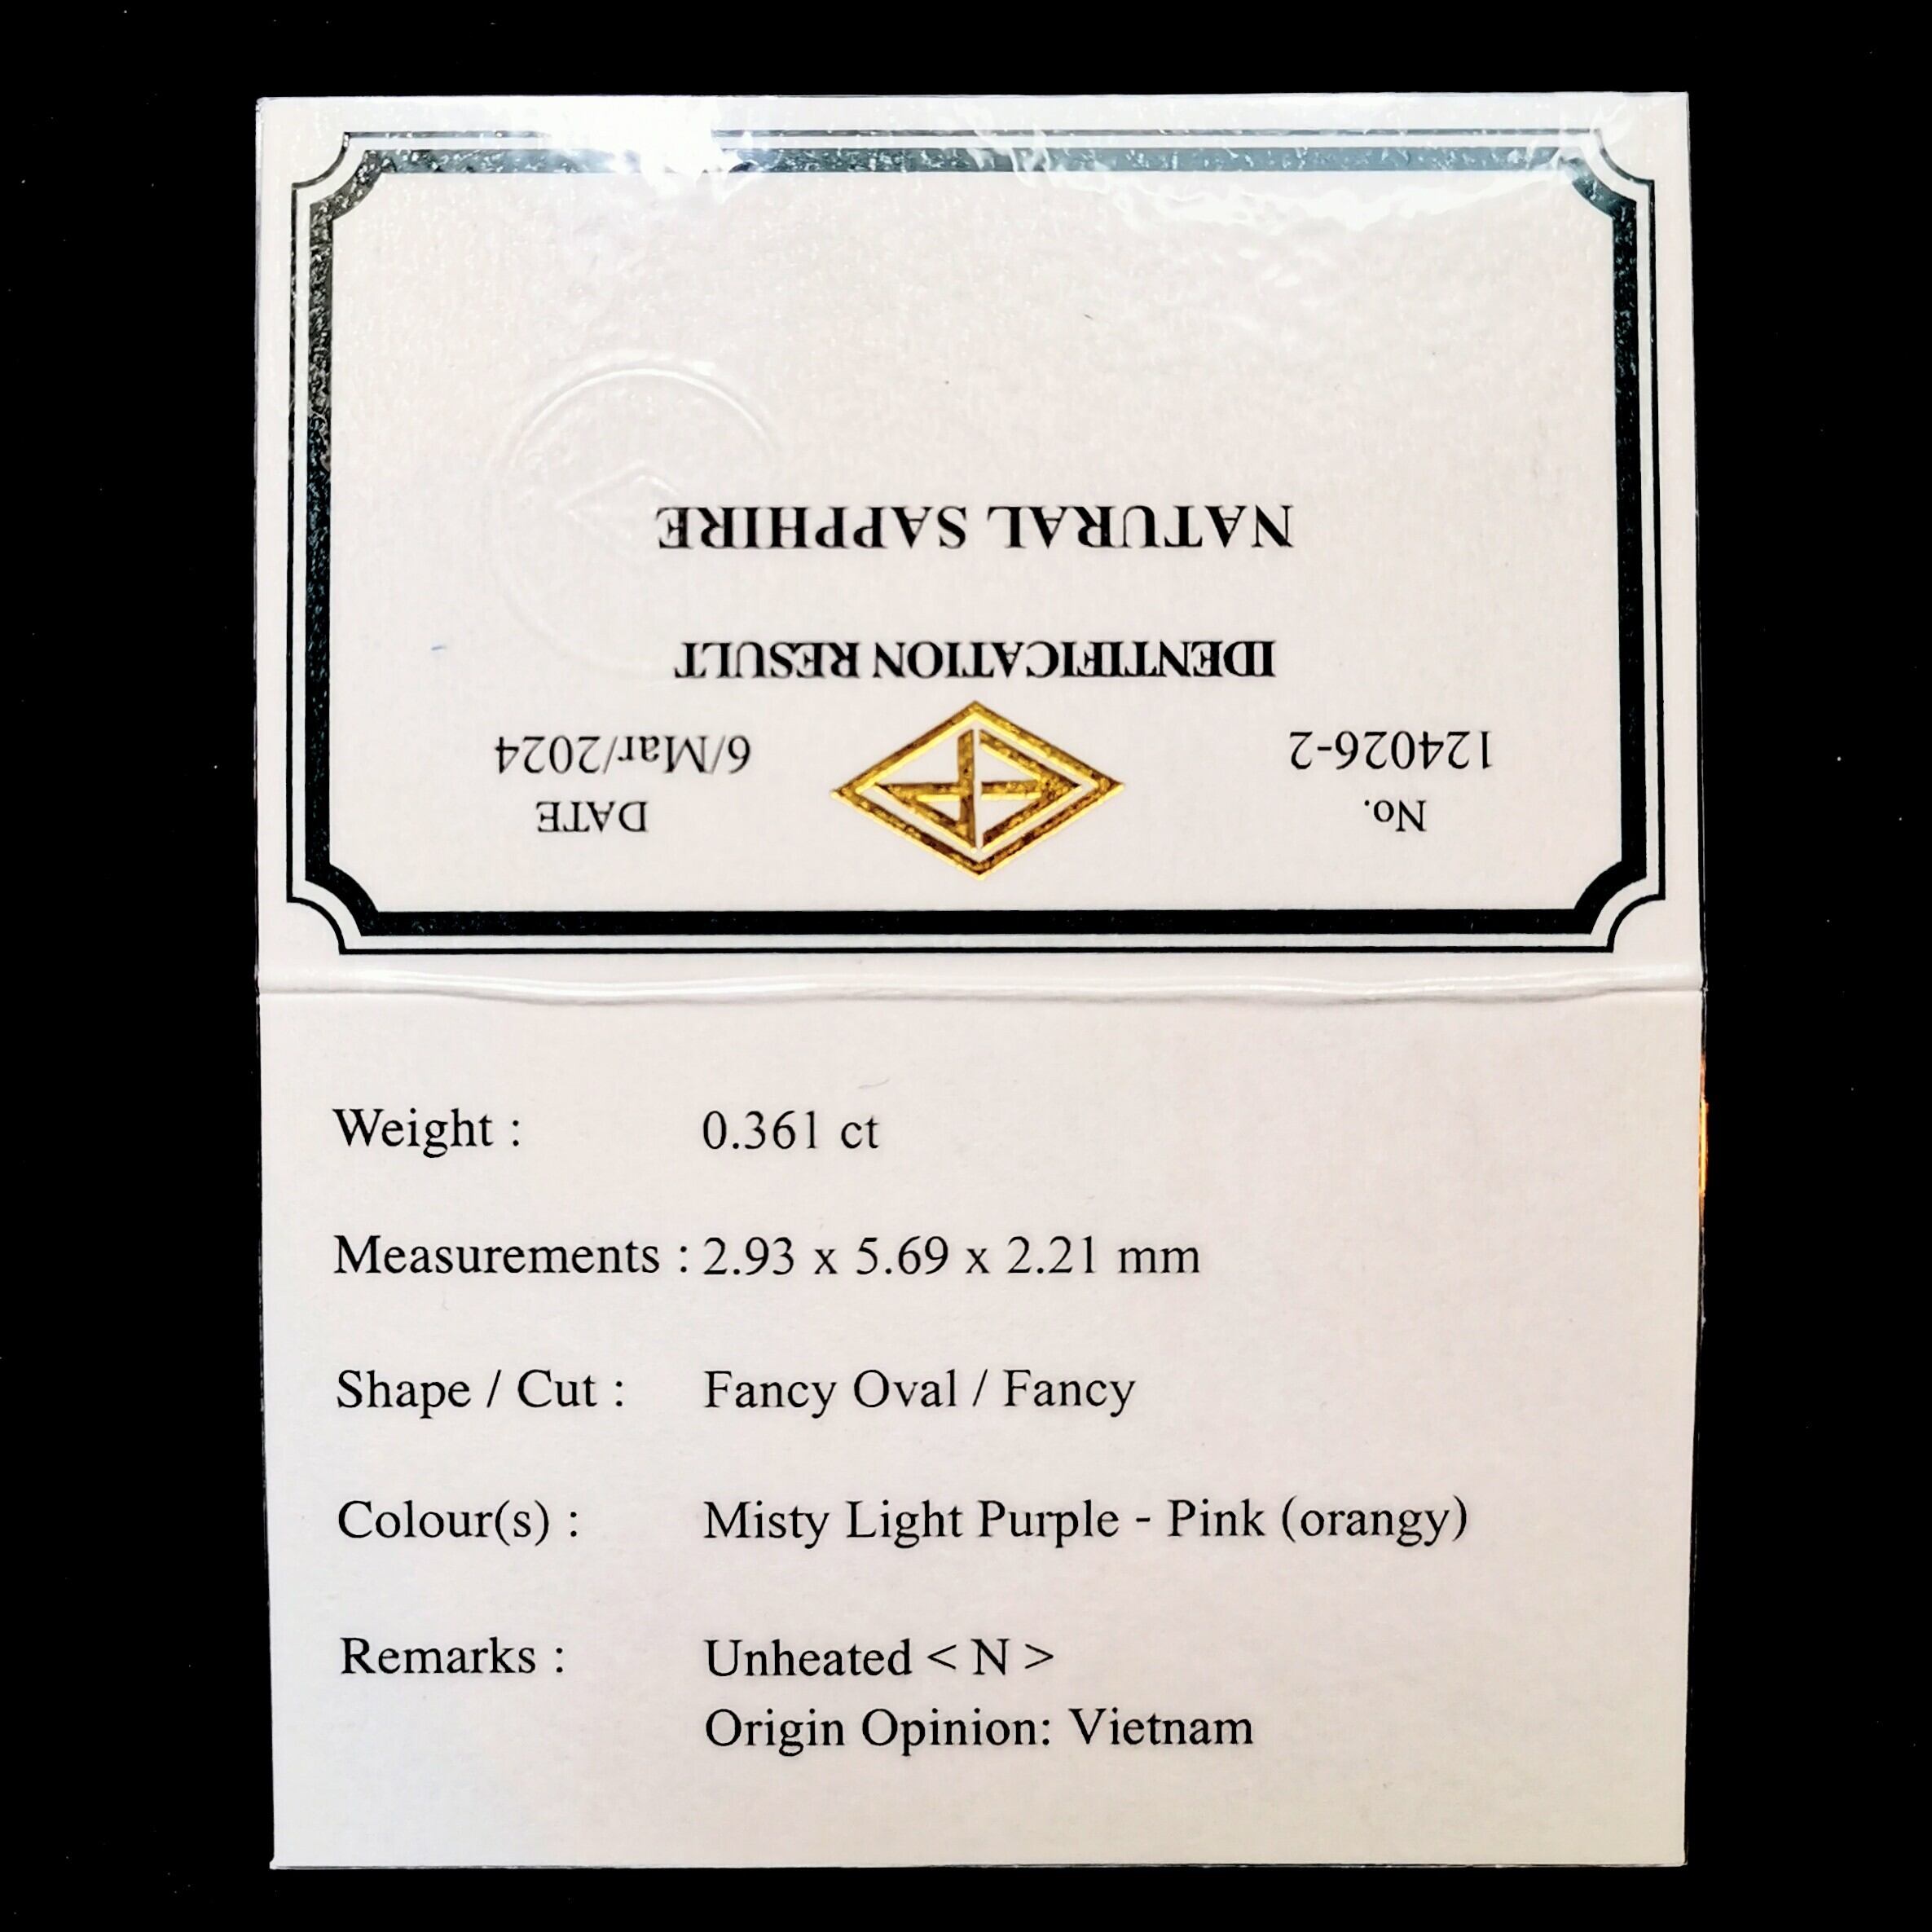 No.
124026-2
DATE
6/Mar/2024
IDENTIFICATION RESULT
NATURAL SAPPHIRE
Weight : 0.361 ct
Measurements : 2.93 x 5.69 x 2.21 mm
Shape / Cut : Fancy Oval / Fancy
Colour(s) : Misty Light Purple - Pink (orangy)
Remarks : Unheated < N >
Origin Opinion: Vietnam